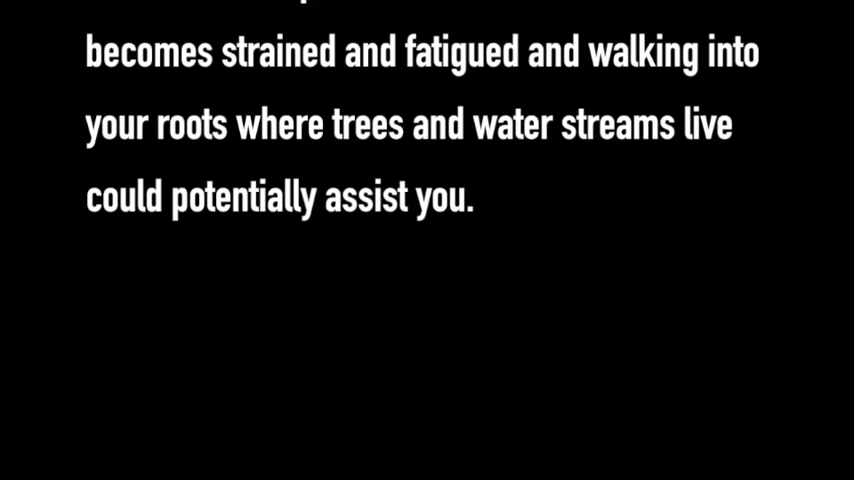 becomes strained and fatigued and walking into
your roots where trees and water streams live
could potentially assist you.